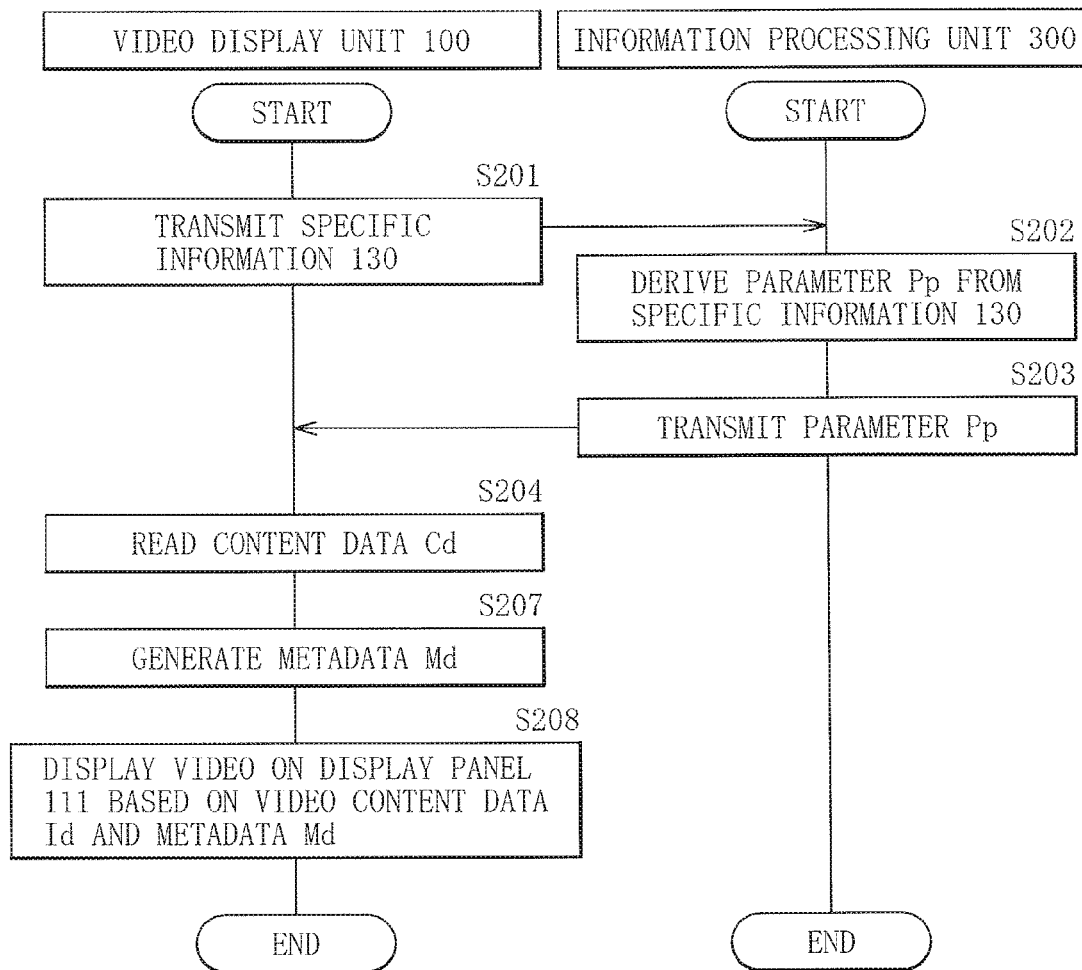 VIDEO DISPLAY UNIT 100
INFORMATION PROCESSING UNIT 300
START
START
S201
TRANSMIT SPECIFIC
INFORMATION 130
S202
DERIVE PARAMETER Pp FROM
SPECIFIC INFORMATION 130
S203
TRANSMIT PARAMETER Pp
S204
READ CONTENT DATA Cd
S207
GENERATE METADATA Md
S208
DISPLAY VIDEO ON DISPLAY PANEL
111 BASED ON VIDEO CONTENT DATA
Id AND METADATA Md
END
END